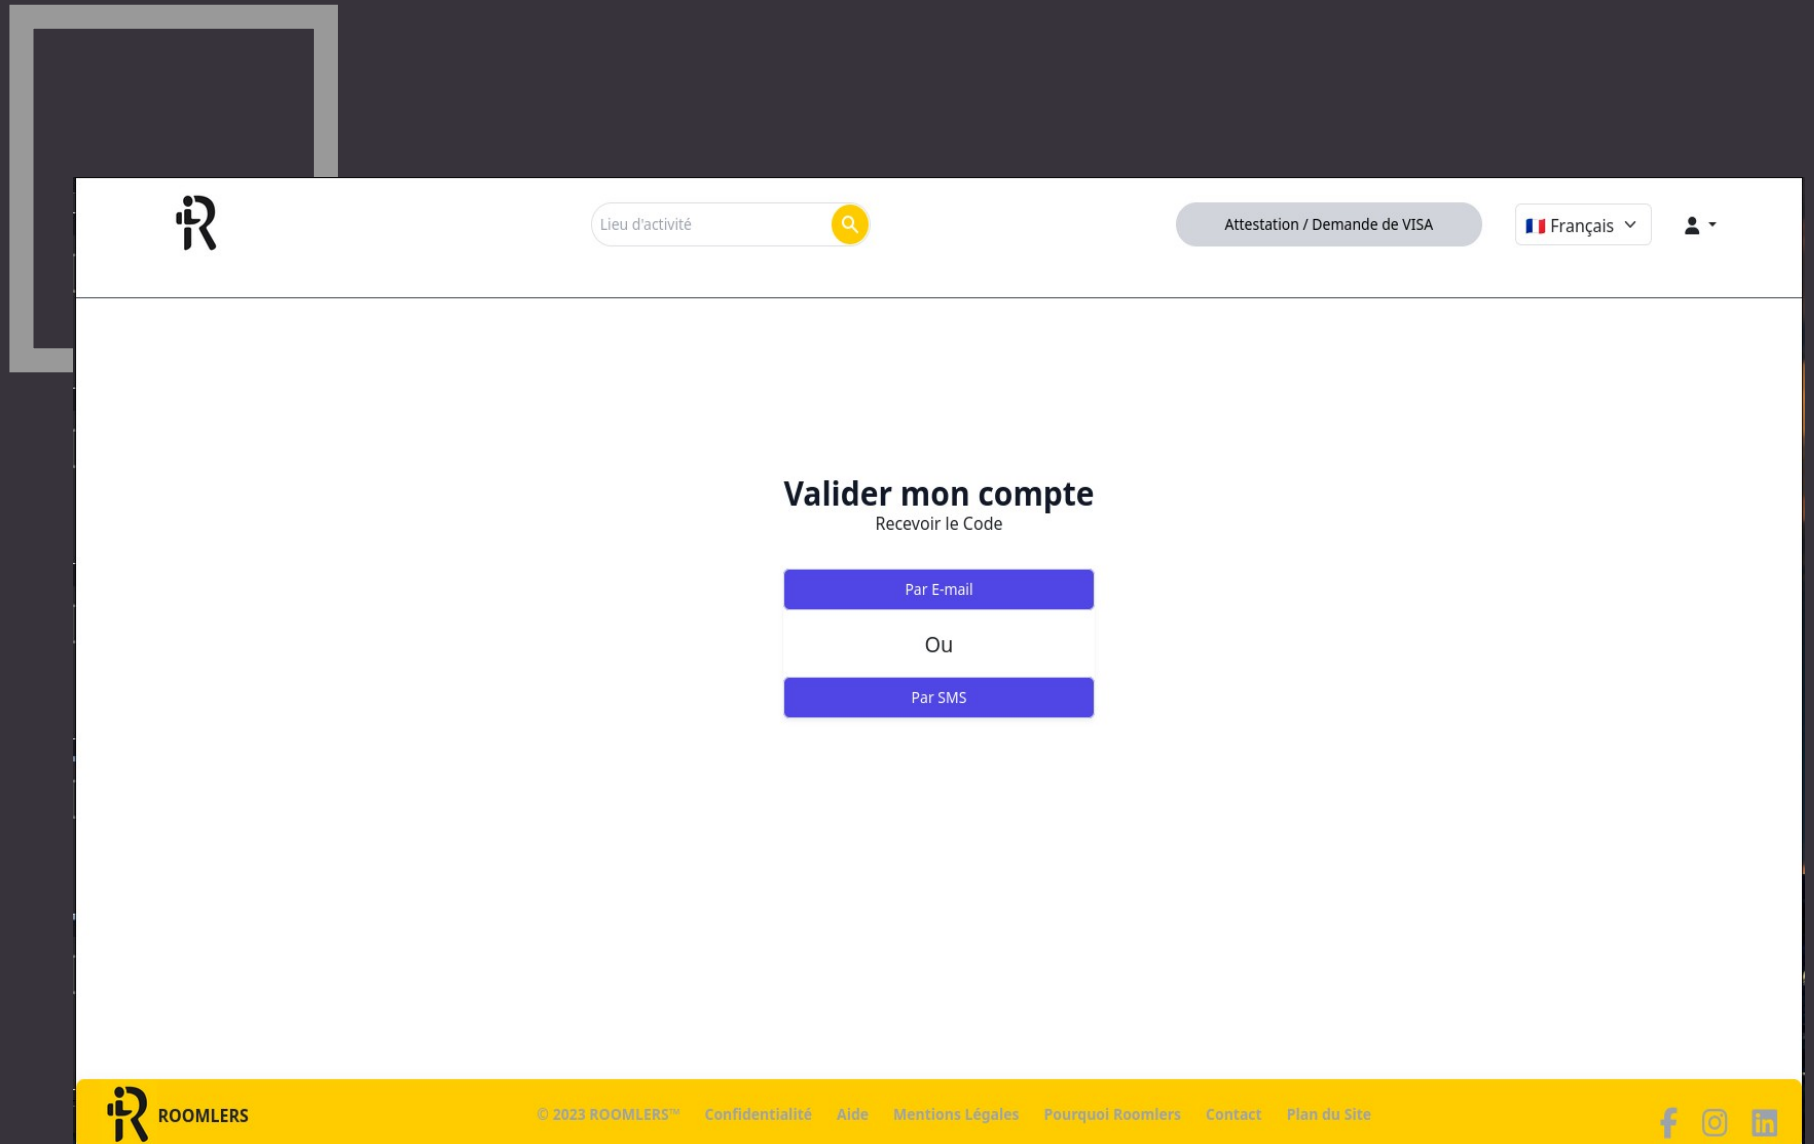 Lieu d'activité
Attestation / Demande de VISA
Français
Valider mon compte
Recevoir le Code
Par E-mail
Ou
Par SMS
ROOMLERS
© 2023 ROOMLERS™ Confidentialité Aide Mentions Légales Pourquoi Roomlers Contact Plan du Site